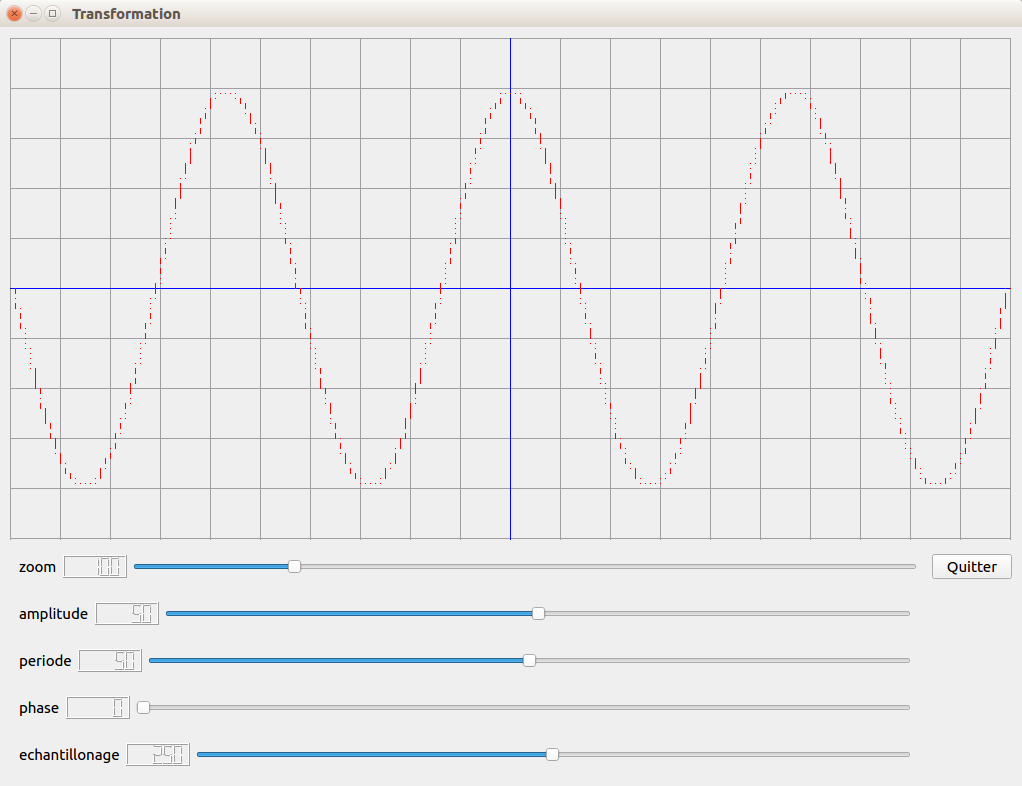 Transformation
zoom 100 Quitter
amplitude 50
periode 50
phase 0
echantillonage 250